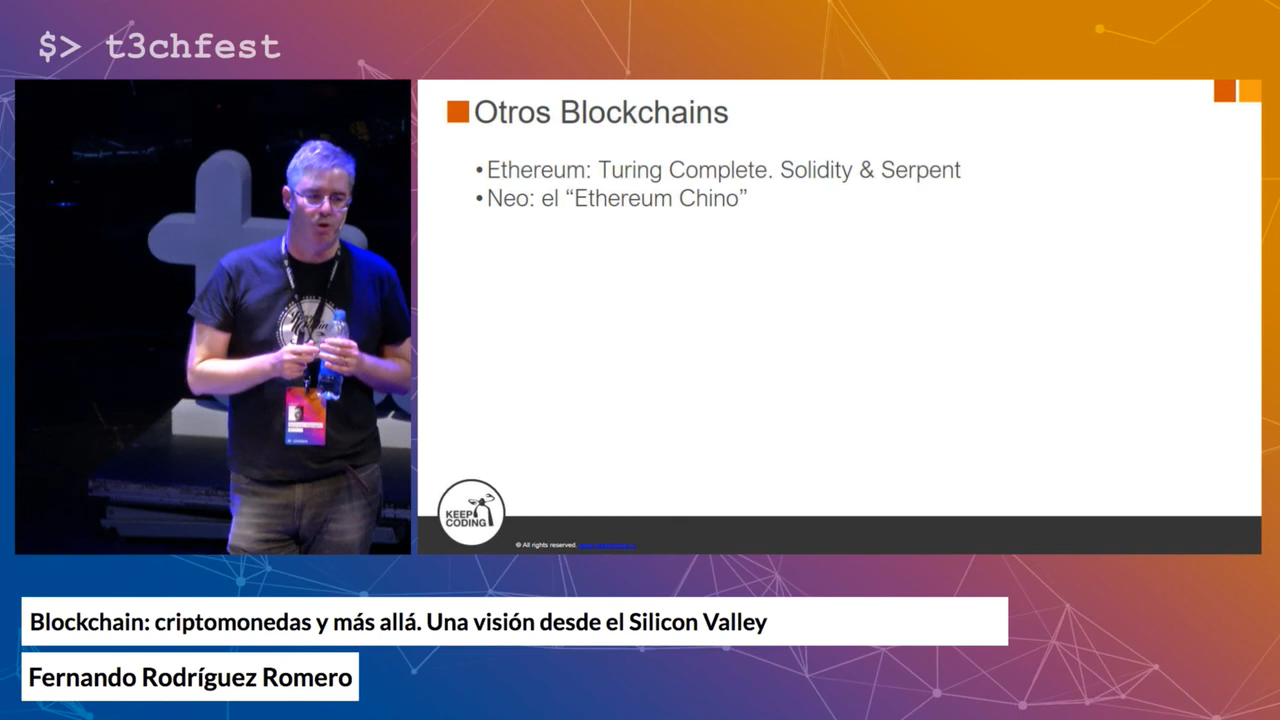 $> t3chfest
Otros Blockchains
•Ethereum: Turing Complete. Solidity & Serpent
•Neo: el “Ethereum Chino”
KEEP
CODING
© All rights reserved.
Blockchain: criptomonedas y más allá. Una visión desde el Silicon Valley
Fernando Rodríguez Romero